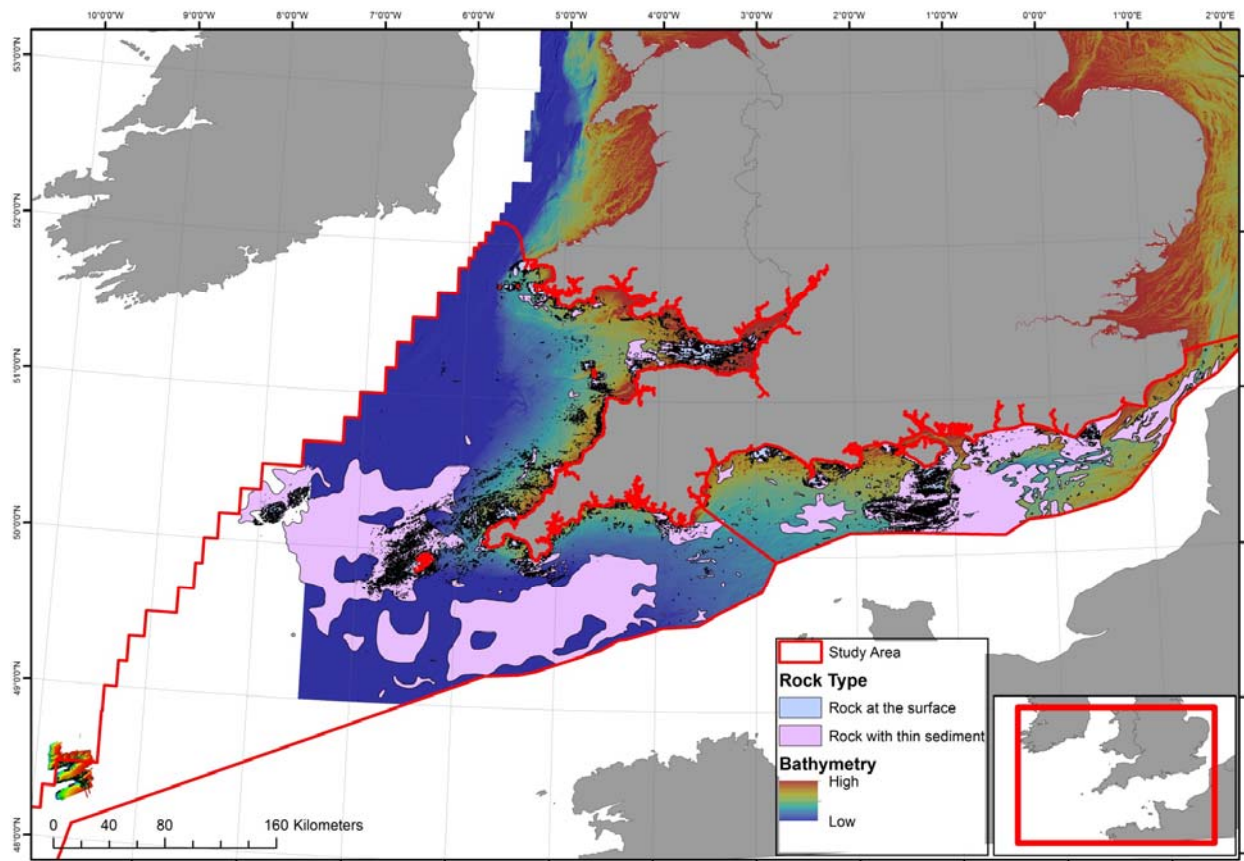 10°0'0"W 9°0'0"W 8°0'0"W 7°0'0"W 6°0'0"W 5°0'0"W 4°0'0"W 3°0'0"W 2°0'0"W 1°0'0"W 0°0'0"E 1°0'0"E 2°0'0"E
53°0'0"N
52°0'0"N
51°0'0"N
50°0'0"N
49°0'0"N
48°0'0"N
Study Area
Rock Type
Rock at the surface
Rock with thin sediment
Bathymetry
High
Low
0 40 80 160 Kilometers